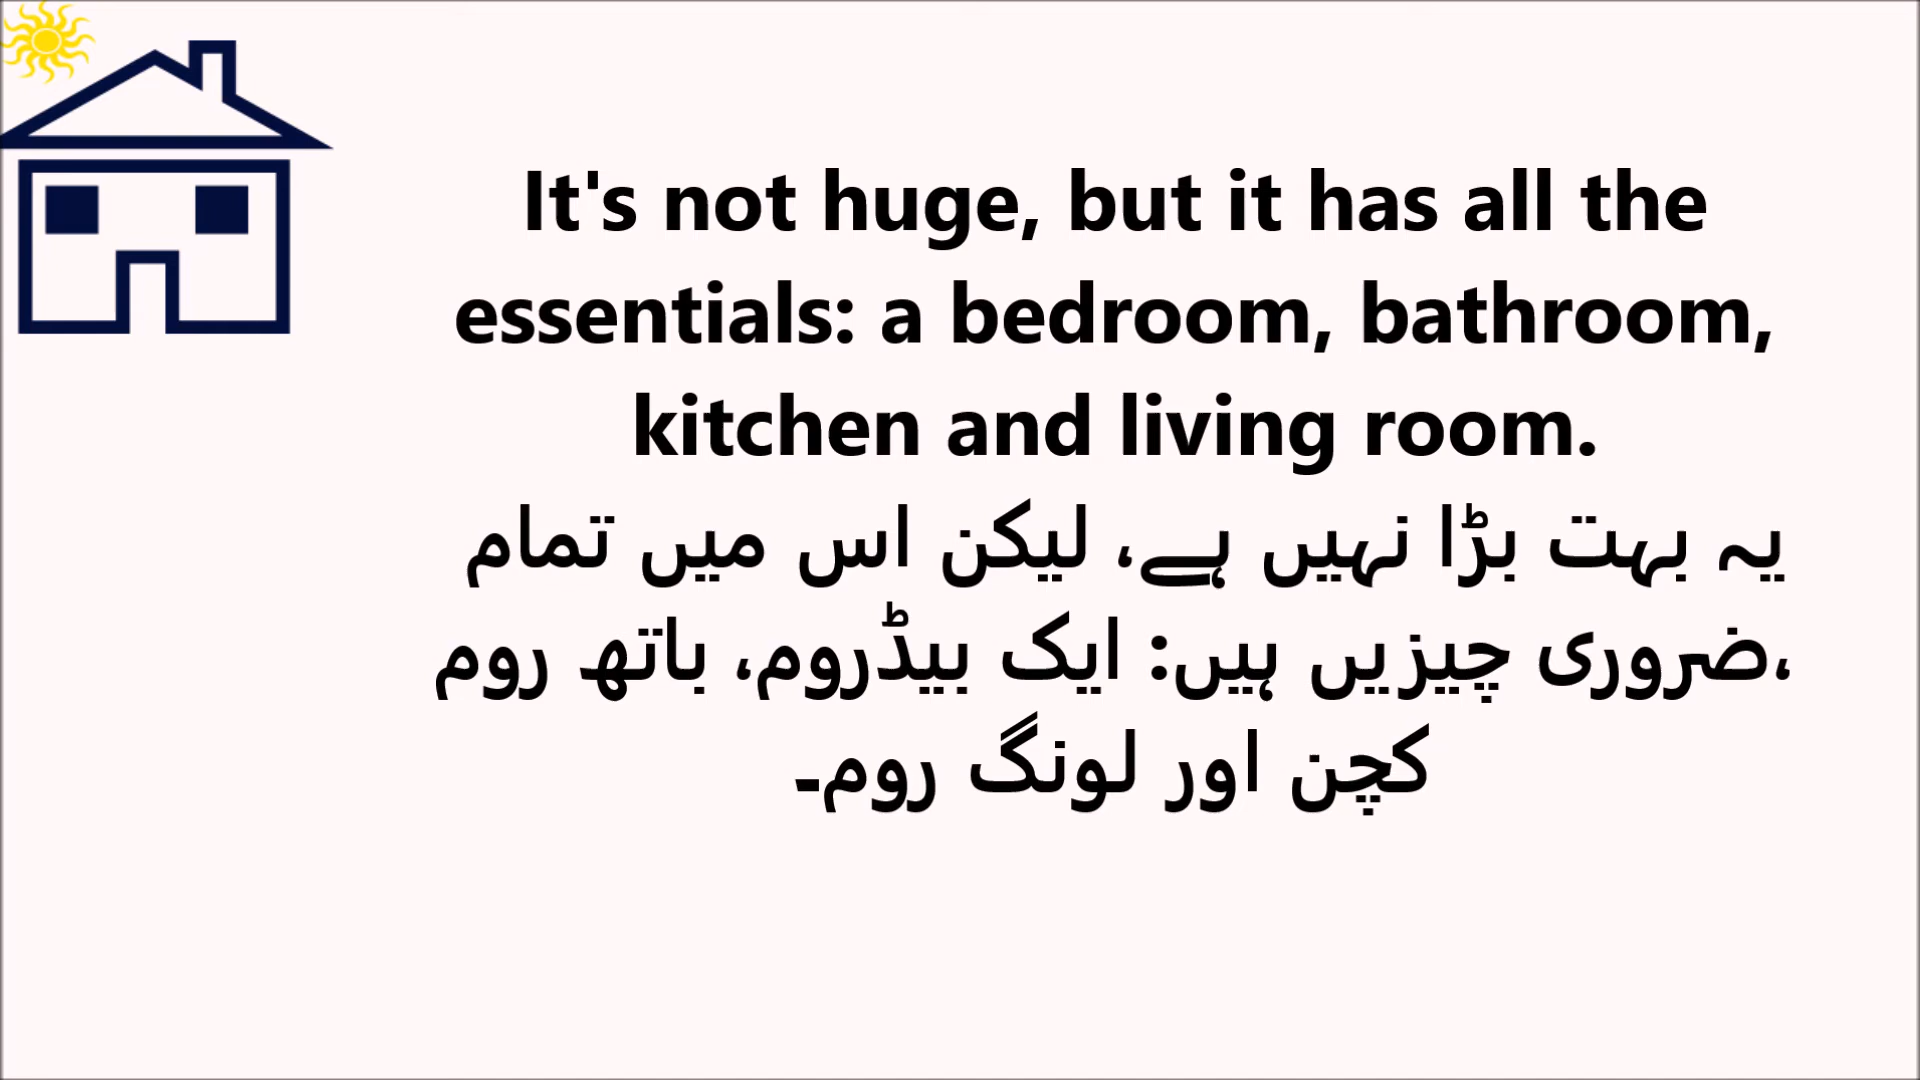 It's not huge, but it has all the
essentials: a bedroom, bathroom,
kitchen and living room.
یہ بہت بڑا نہیں ہے، لیکن اس میں تمام
ضروری چیزیں ہیں: ایک بیڈروم، باتھ روم،
کچن اور لونگ روم۔